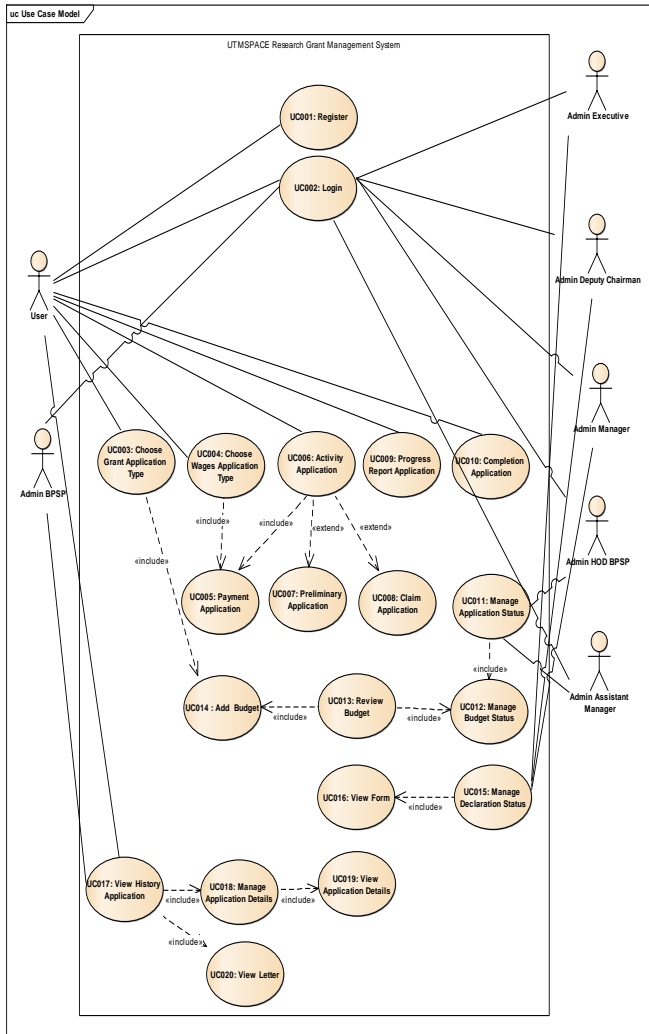 uc Use Case Model
UTMSPACE Research Grant Management System
UC001: Register
Admin Executive
UC002: Login
Admin Deputy Chairman
User
Admin Manager
UC003: Choose
Grant Application
Type
UC004: Choose
Wages Application
Type
UC006: Activity
Application
UC009: Progress
Report Application
UC010: Completion
Application
Admin BPSP
«include»
«include»
«extend»
«extend»
«include»
Admin HOD BPSP
UC005: Payment
Application
UC007: Preliminary
Application
UC008: Claim
Application
UC011: Manage
Application Status
«include»
Admin Assistant
Manager
UC014 : Add Budget
«include»
UC013: Review
Budget
«include»
UC012: Manage
Budget Status
UC016: View Form
«include»
UC015: Manage
Declaration Status
UC017: View History
Application
«include»
UC018: Manage
Application Details
«include»
UC019: View
Application Details
«include»
UC020: View Letter